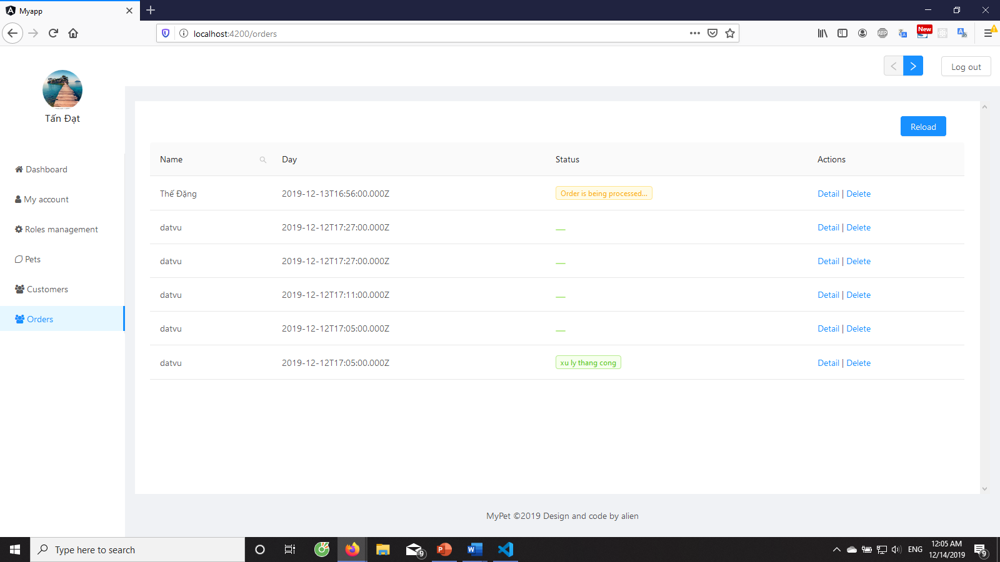 Myapp
localhost:4200/orders
ABP
New
Log out
Tấn Đạt
Reload
Name Day Status Actions
Dashboard
My account
Roles management
Pets
Customers
Orders
Thế Đặng 2019-12-13T16:56:00.000Z Order is being processed... Detail | Delete
datvu 2019-12-12T17:27:00.000Z Detail | Delete
datvu 2019-12-12T17:27:00.000Z Detail | Delete
datvu 2019-12-12T17:11:00.000Z Detail | Delete
datvu 2019-12-12T17:05:00.000Z Detail | Delete
datvu 2019-12-12T17:05:00.000Z xu ly thang cong Detail | Delete
MyPet ©2019 Design and code by alien
Type here to search
9
ENG
12:05 AM
12/14/2019
9